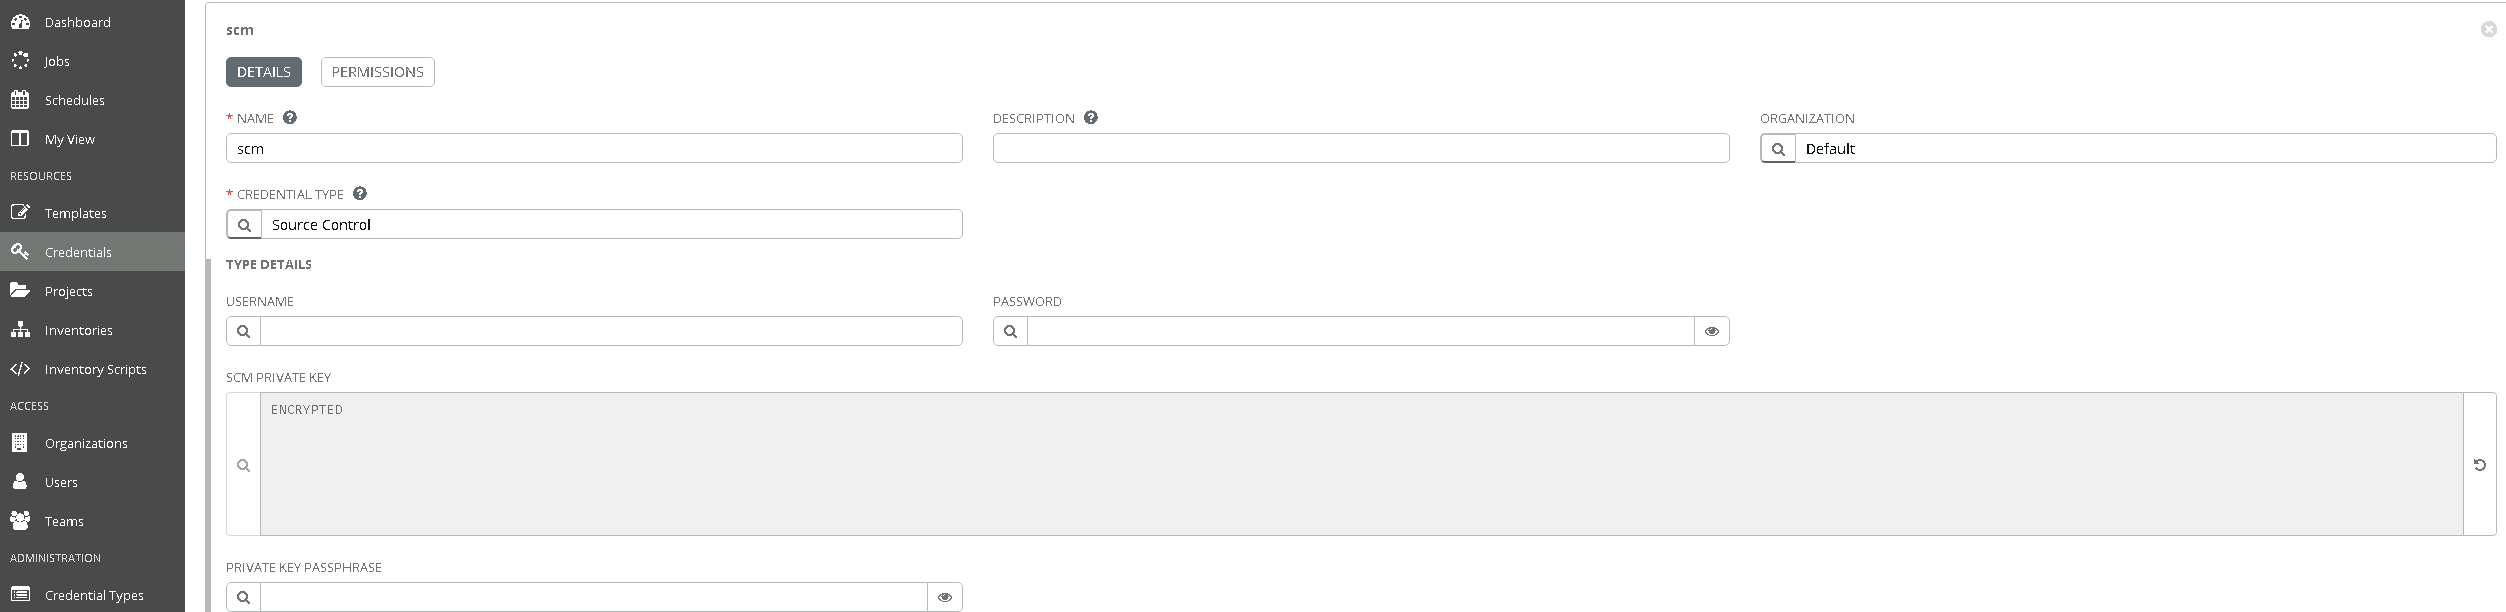 Dashboard
Jobs
Schedules
My View
RESOURCES
Templates
Credentials
Projects
Inventories
Inventory Scripts
ACCESS
Organizations
Users
Teams
ADMINISTRATION
Credential Types
scm
DETAILS PERMISSIONS
* NAME ? DESCRIPTION ? ORGANIZATION
scm Default
* CREDENTIAL TYPE ?
Source Control
TYPE DETAILS
USERNAME PASSWORD
SCM PRIVATE KEY
ENCRYPTED
PRIVATE KEY PASSPHRASE